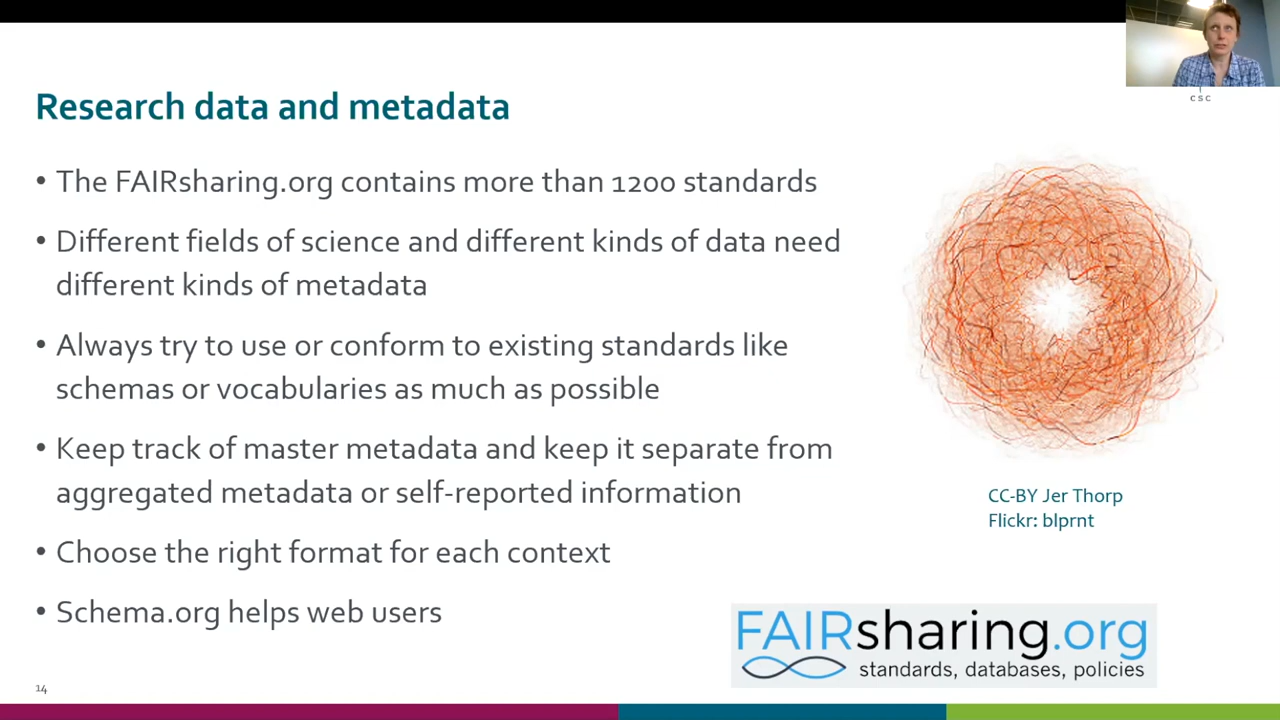 csc
Research data and metadata
• The FAIRsharing.org contains more than 1200 standards
• Different fields of science and different kinds of data need
different kinds of metadata
• Always try to use or conform to existing standards like
schemas or vocabularies as much as possible
• Keep track of master metadata and keep it separate from
aggregated metadata or self-reported information
• Choose the right format for each context
• Schema.org helps web users
CC-BY Jer Thorp
Flickr: blprnt
FAIRsharing.org
standards, databases, policies
14